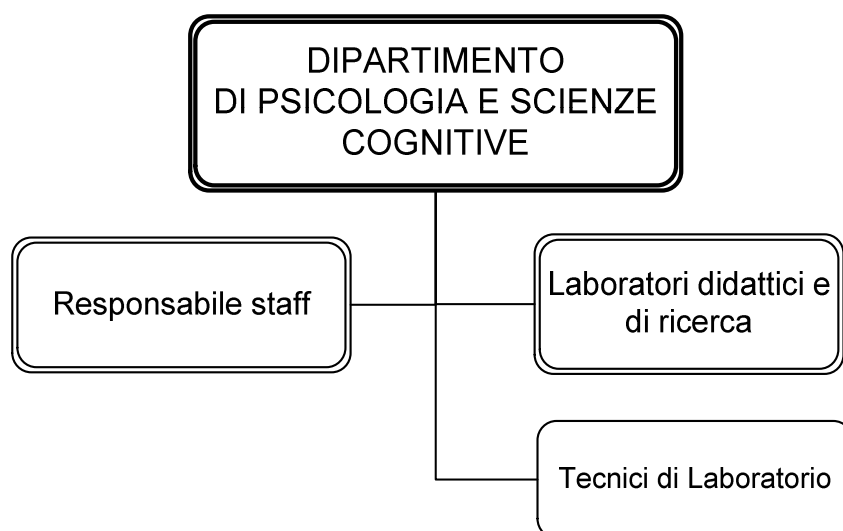 DIPARTIMENTO
DI PSICOLOGIA E SCIENZE
COGNITIVE
Responsabile staff
Laboratori didattici e
di ricerca
Tecnici di Laboratorio